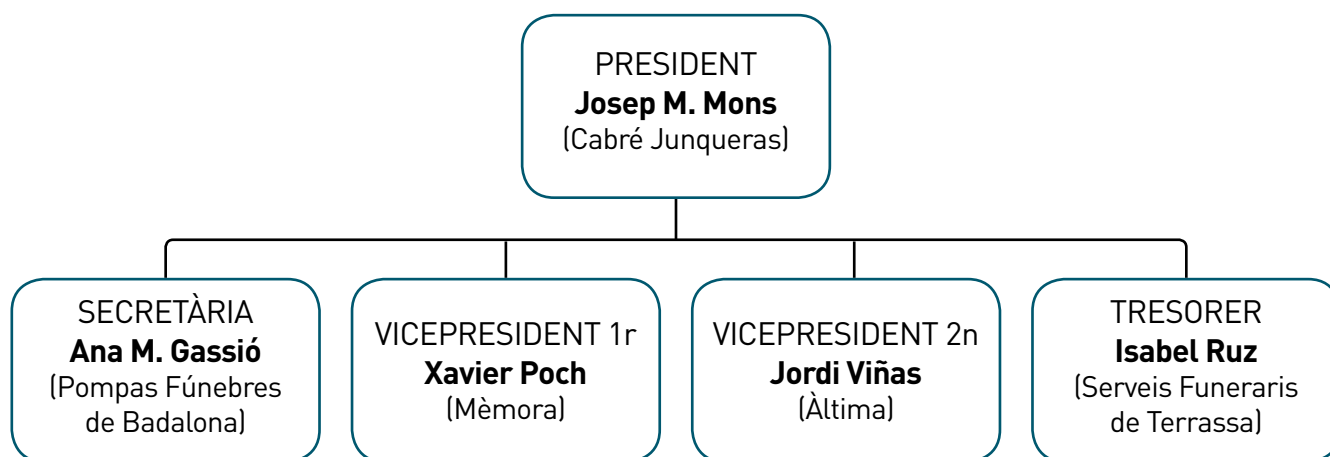 PRESIDENT
Josep M. Mons
(Cabré Junqueras)
SECRETÀRIA
Ana M. Gassió
(Pompas Fúnebres
de Badalona)
VICEPRESIDENT 1r
Xavier Poch
(Mèmora)
VICEPRESIDENT 2n
Jordi Viñas
(Àltima)
TRESORER
Isabel Ruz
(Serveis Funeraris
de Terrassa)